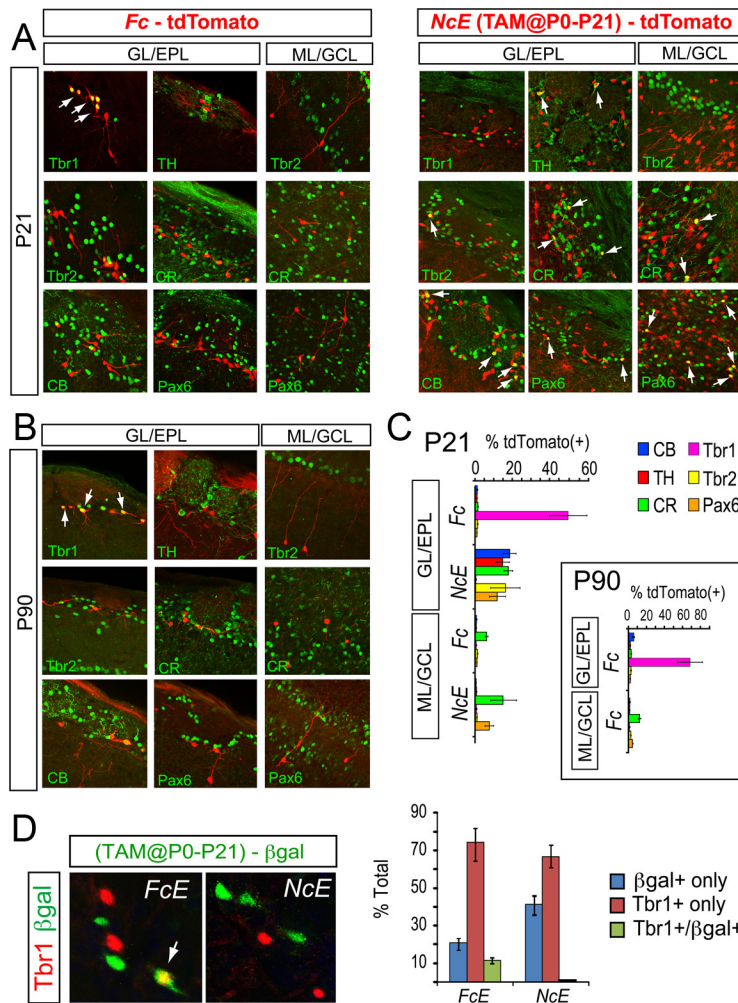 A
Fc - tdTomato
NcE (TAM@P0-P21) - tdTomato
GL/EPL
ML/GCL
GL/EPL
ML/GCL
P21
Tbr1
TH
Tbr2
Tbr1
TH
Tbr2
Tbr2
CR
CR
Tbr2
CR
CR
CB
Pax6
Pax6
CB
Pax6
Pax6
B
GL/EPL
ML/GCL
P90
Tbr1
TH
Tbr2
Tbr2
CR
CR
CB
Pax6
Pax6
C
P21
% tdTomato(+)
0 20 40 60
CB
Tbr1
TH
Tbr2
CR
Pax6
GL/EPL
Fc
NcE
ML/GCL
Fc
NcE
P90
% tdTomato(+)
0 20 40 60 80
GL/EPL
Fc
ML/GCL
Fc
D
(TAM@P0-P21) - βgal
Tbr1 βgal
FcE
NcE
% Total
90
70
50
30
10
FcE
NcE
βgal+ only
Tbr1+ only
Tbr1+/βgal+